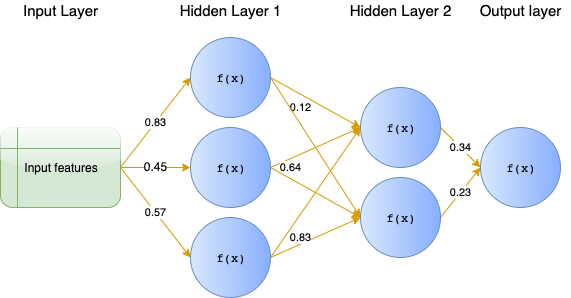 Input Layer
Hidden Layer 1
Hidden Layer 2
Output layer
Input features
0.83
0.45
0.57
f(x)
f(x)
f(x)
0.12
0.64
0.83
f(x)
f(x)
0.34
0.23
f(x)